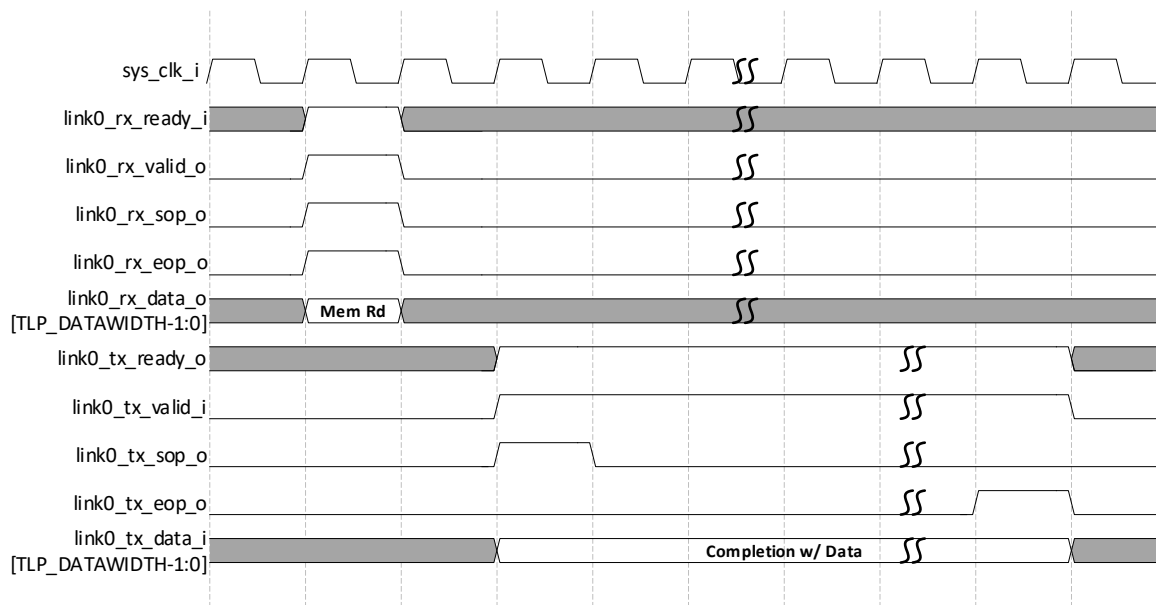 sys_clk_i
link0_rx_ready_i
link0_rx_valid_o
link0_rx_sop_o
link0_rx_eop_o
link0_rx_data_o
[TLP_DATAWIDTH-1:0]
Mem Rd
link0_tx_ready_o
link0_tx_valid_i
link0_tx_sop_o
link0_tx_eop_o
link0_tx_data_i
[TLP_DATAWIDTH-1:0]
Completion w/ Data